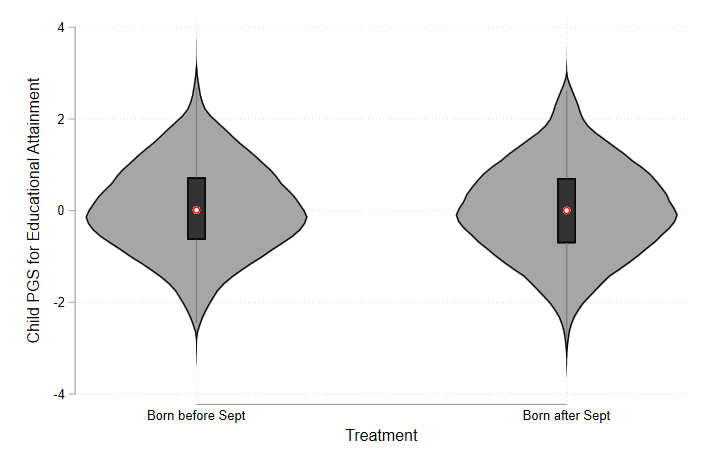 Child PGS for Educational Attainment
4
2
0
-2
-4
Born before Sept
Born after Sept
Treatment